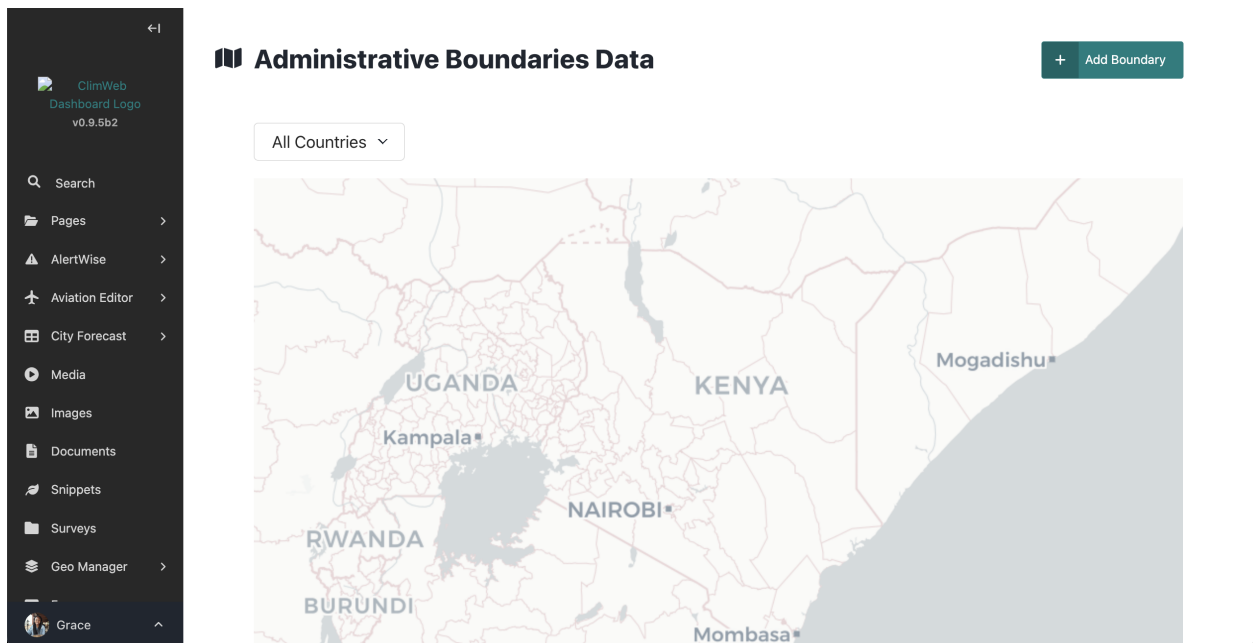 Administrative Boundaries Data
+ Add Boundary
ClimWeb
Dashboard Logo
v0.9.5b2
All Countries
Search
Pages
AlertWise
Aviation Editor
City Forecast
Media
Images
Documents
Snippets
Surveys
Geo Manager
Grace
UGANDA
KENYA
Mogadishu
Kampala
NAIROBI
RWANDA
BURUNDI
Mombasa